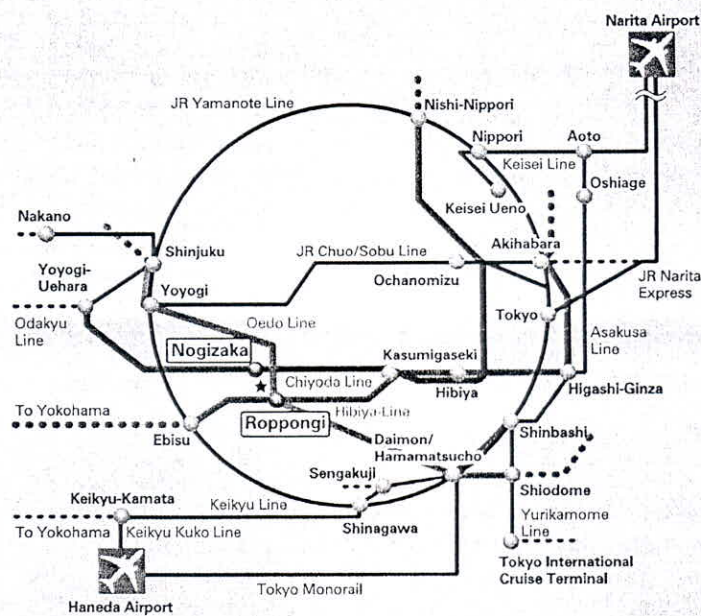 Narita Airport
JR Yamanote Line
Nishi-Nippori
Nippori
Aoto
Keisei Line
Oshiage
Keisei Ueno
Nakano
Shinjuku
Akihabara
JR Chuo/Sobu Line
Yoyogi-
Uehara
Ochanomizu
JR Narita
Express
Yoyogi
Tokyo
Odakyu
Line
Oedo Line
Asakusa
Line
Nogizaka
Kasumigaseki
Chiyoda Line
Hibiya
Higashi-Ginza
★
To Yokohama
Hibiya-Line
Roppongi
Ebisu
Shinbashi
Daimon/
Hamamatsucho
Sengakuji
Shiodome
Keikyu-Kamata
Keikyu Line
Shinagawa
Yurikamome
Line
To Yokohama
Keikyu Kuko Line
Tokyo International
Cruise Terminal
Tokyo Monorail
Haneda Airport